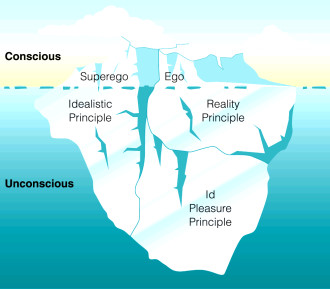 Conscious
Superego
Ego
Idealistic
Principle
Reality
Principle
Unconscious
Id
Pleasure
Principle